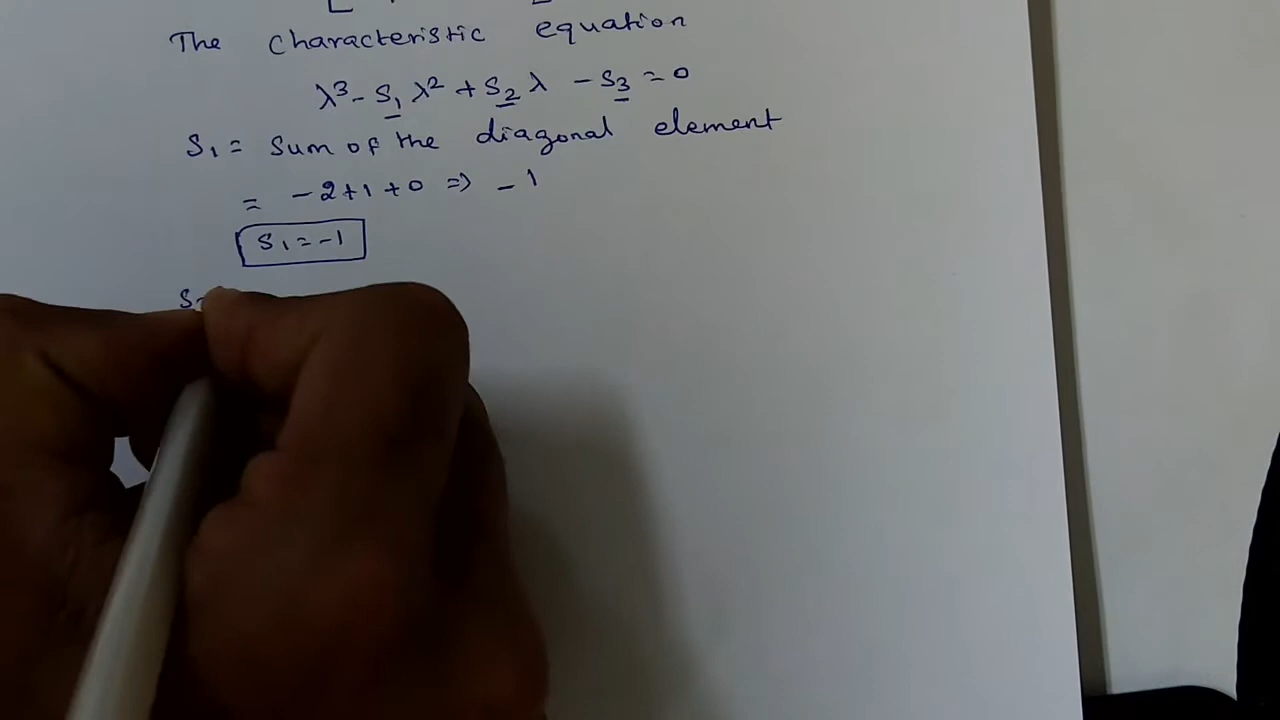 The characteristic equation
λ³ - S₁ λ² + S₂ λ - S₃ = 0
S₁ = Sum of the diagonal element
= -2+1+0 => -1
S₁ = -1
S